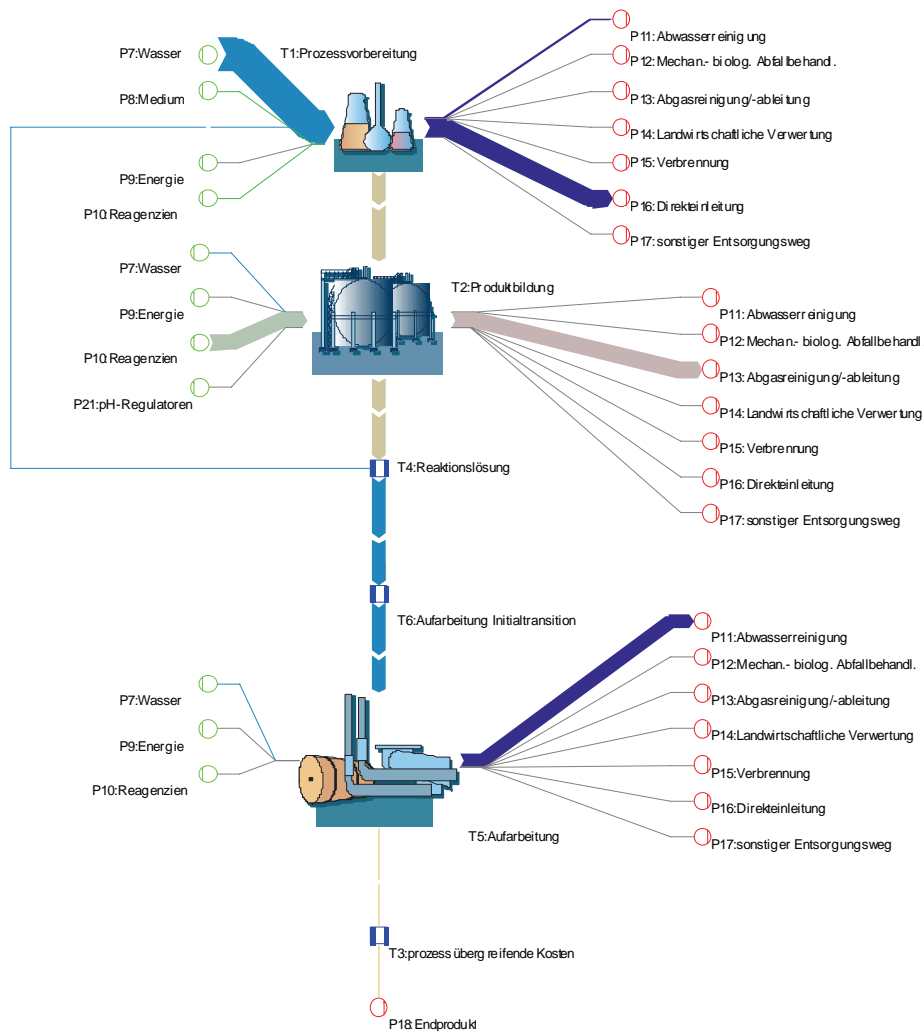 P7:Wasser
T1:Prozessvorbereitung
P8:Medium
P9:Energie
P10:Reagenzien
P11:Abwasserreinigung
P12:Mechan.- biolog. Abfallbehandl.
P13:Abgasreinigung/-ableitung
P14:Landwirtschaftliche Verwertung
P15:Verbrennung
P16:Direkteinleitung
P17:sonstiger Entsorgungsweg
P7:Wasser
P9:Energie
P10:Reagenzien
P21:pH-Regulatoren
T2:Produktbildung
P11:Abwasserreinigung
P12:Mechan.- biolog. Abfallbehandl
P13:Abgasreinigung/-ableitung
P14:Landwirtschaftliche Verwertung
P15:Verbrennung
P16:Direkteinleitung
P17:sonstiger Entsorgungsweg
T4:Reaktionslösung
T6:Aufarbeitung Initialtransition
P7:Wasser
P9:Energie
P10:Reagenzien
P11:Abwasserreinigung
P12:Mechan.- biolog. Abfallbehandl.
P13:Abgasreinigung/-ableitung
P14:Landwirtschaftliche Verwertung
P15:Verbrennung
P16:Direkteinleitung
P17:sonstiger Entsorgungsweg
T5:Aufarbeitung
T3:prozessübergreifende Kosten
P18:Endprodukt